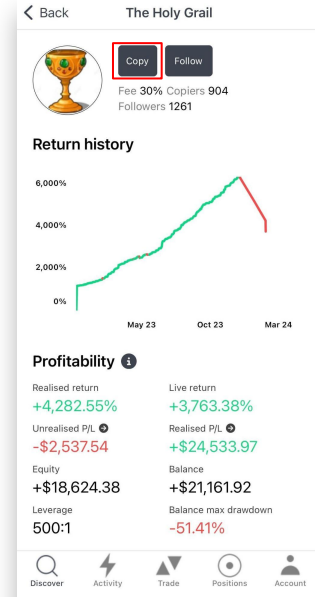 Back The Holy Grail
Copy Follow
Fee 30% Copiers 904
Followers 1261
Return history
6,000%
4,000%
2,000%
0%
May 23 Oct 23 Mar 24
Profitability i
Realised return Live return
+4,282.55% +3,763.38%
Unrealised P/L Realised P/L
-$2,537.54 +$24,533.97
Equity Balance
+$18,624.38 +$21,161.92
Leverage Balance max drawdown
500:1 -51.41%
Discover Activity Trade Positions Account